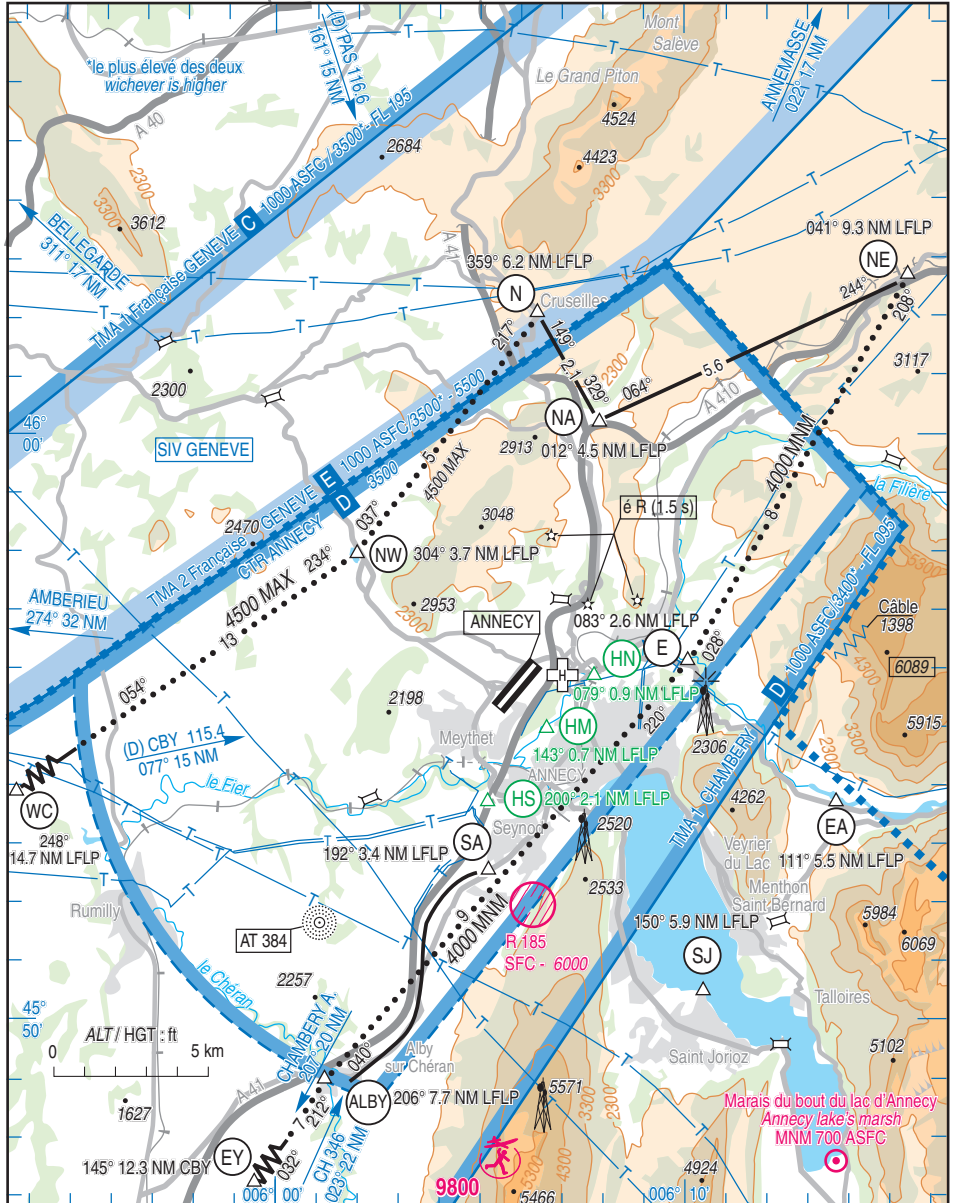 Mont
Salève
*le plus élevé des deux
wichever is higher
(D) PAS 116.6
161° 15 NM
Le Grand Piton
ANNEMASSE
022° 17 NM
A 40
4524
2684
4423
3300
2300
3300
3612
BELLEGARDE
311° 17 NM
TMA 1 Française GENEVE C 1000 ASFC / 3500* - FL 195
A 41
041° 9.3 NM LFLP
NE
359° 6.2 NM LFLP
N
Cruseilles
244°
208°
217°
149°
2.1
329°
2300
064°
5.6
3117
2300
A 410
46°
00'
NA
012° 4.5 NM LFLP
2913
SIV GENEVE
5
4500 MAX
4000 MNM
8
la Filière
TMA 2 Française GENEVE E 1000 ASFC/3500* - 5500
CTR ANNECY D 3500
2470
037°
234°
3048
é R (1.5 s)
NW
304° 3.7 NM LFLP
4500 MAX
13
AMBERIEU
274° 32 NM
2953
2300
ANNECY
083° 2.6 NM LFLP
E
028°
5300
Câble
1398
4300
6089
HN
079° 0.9 NM LFLP
054°
2198
220°
D 1000 ASFC/3400* - FL 095
TMA 1 CHAMBERY
5915
3300
2300
2306
(D) CBY 115.4
077° 15 NM
Meythet
HM
143° 0.7 NM LFLP
ANNECY
le Fier
WC
248°
14.7 NM LFLP
HS
200° 2.1 NM LFLP
Seynod
2520
4262
EA
111° 5.5 NM LFLP
SA
192° 3.4 NM LFLP
Veyrier
du Lac
Menthon
Saint Bernard
2533
Rumilly
9
4000 MNM
R 185
SFC - 6000
150° 5.9 NM LFLP
SJ
5984
6069
AT 384
le Chéran
2257
Talloires
45°
50'
ALT / HGT : ft
0
5 km
CHAMBERY A.
207° 20 NM
040°
Alby
sur Chéran
Saint Jorioz
5102
A 41
ALBY
206° 7.7 NM LFLP
5571
1627
212°
7
032°
CH 346
023° 22 NM
3300
4300
5300
Marais du bout du lac d'Annecy
Annecy lake's marsh
MNM 700 ASFC
145° 12.3 NM CBY
EY
9800
4924
5466
006° 00'
006° 10'